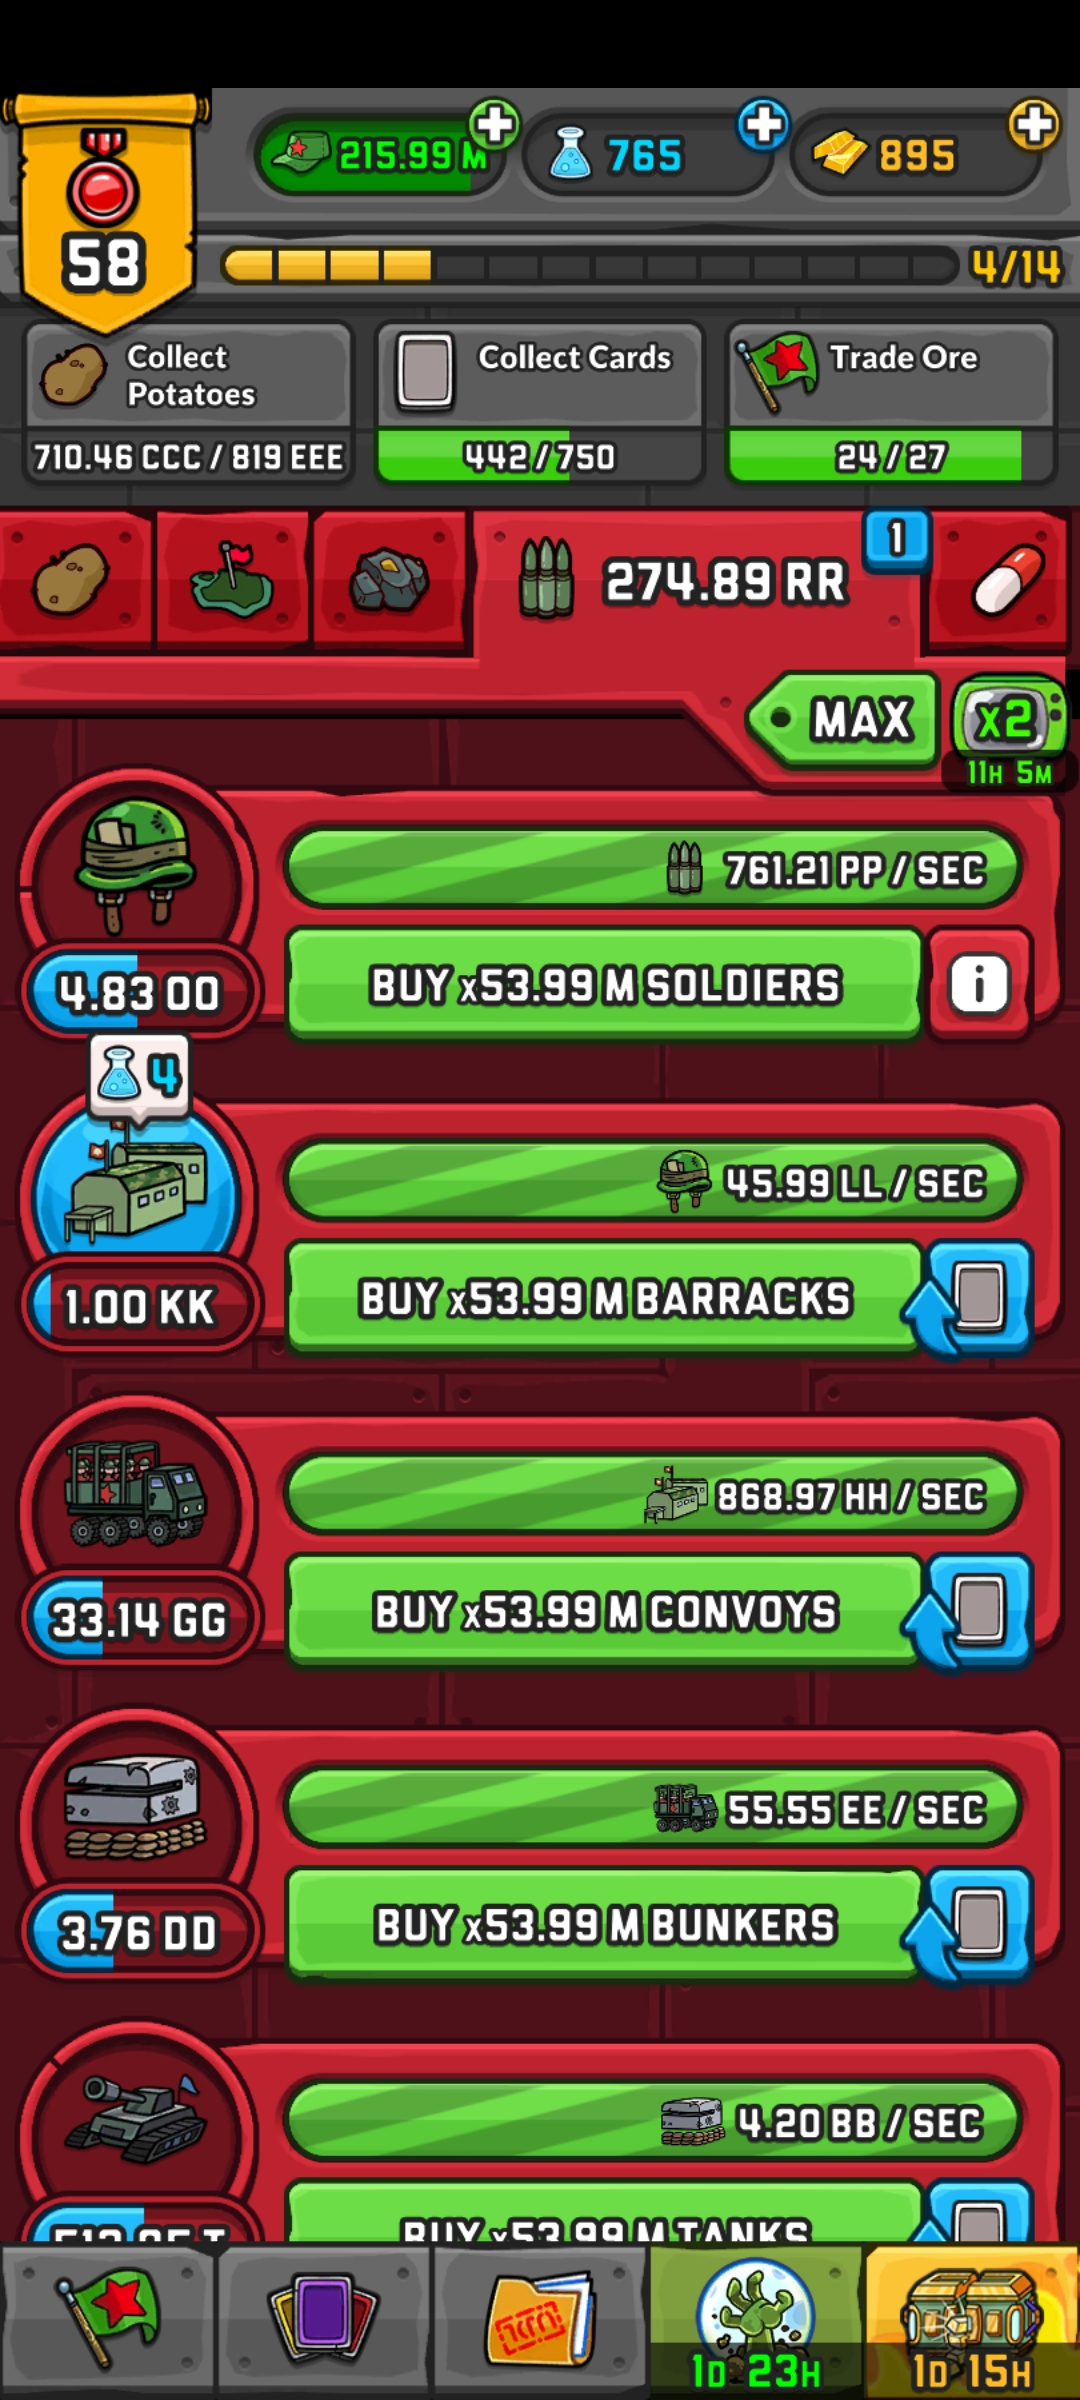 215.99 M
765
895
58
4/14
Collect
Potatoes
710.46 CCC / 819 EEE
Collect Cards
442/750
Trade Ore
24/27
274.89 RR
1
MAX
x2
11H 5M
761.21 PP / SEC
4.83 OO
BUY x53.99 M SOLDIERS
4
45.99 LL / SEC
1.00 KK
BUY x53.99 M BARRACKS
868.97 HH / SEC
33.14 GG
BUY x53.99 M CONVOYS
55.55 EE / SEC
3.76 DD
BUY x53.99 M BUNKERS
4.20 BB / SEC
BUY x53.99 M TANKS
1D 23H
1D 15H